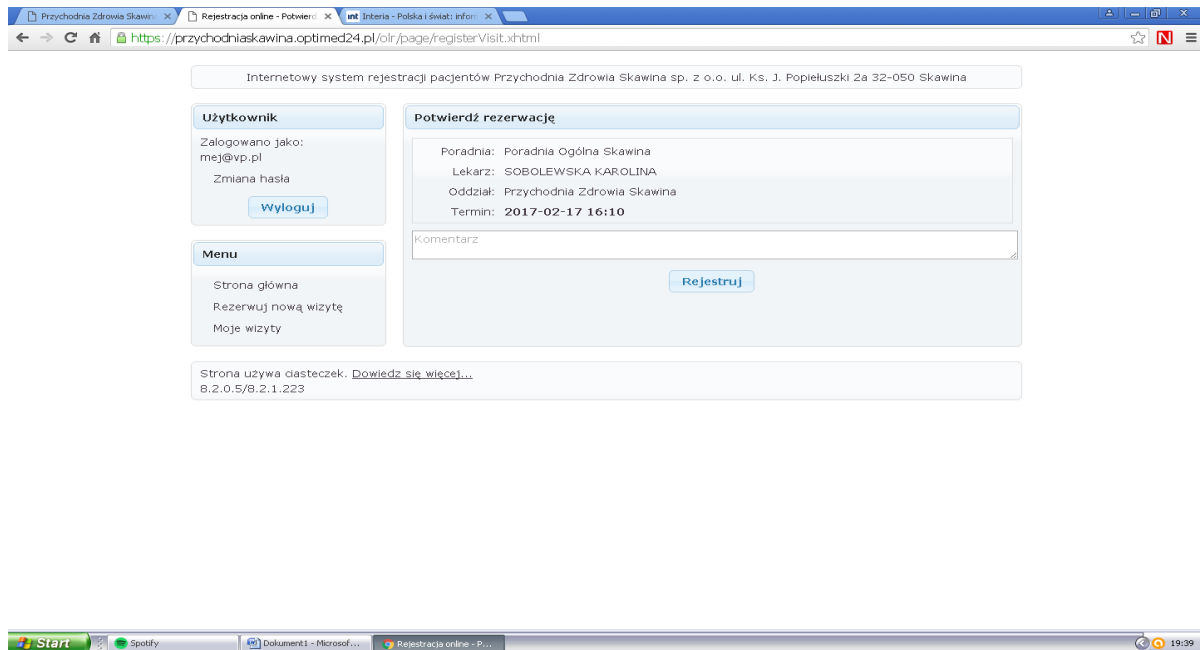 Przychodnia Zdrowia Skawin
Rejestracja online - Potwierd
int Interia - Polska i świat: inform
https://przychodniaskawina.optimed24.pl/olr/page/registerVisit.xhtml
N
Internetowy system rejestracji pacjentów Przychodnia Zdrowia Skawina sp. z o.o. ul. Ks. J. Popiełuszki 2a 32-050 Skawina
Użytkownik
Zalogowano jako:
mej@vp.pl
Zmiana hasła
Wyloguj
Menu
Strona główna
Rezerwuj nową wizytę
Moje wizyty
Potwierdź rezerwację
Poradnia: Poradnia Ogólna Skawina
Lekarz: SOBOLEWSKA KAROLINA
Oddział: Przychodnia Zdrowia Skawina
Termin: 2017-02-17 16:10
Komentarz
Rejestruj
Strona używa ciasteczek. Dowiedz się więcej...
8.2.0.5/8.2.1.223
Start
Spotify
Dokument1 - Microsof...
Rejestracja online - P...
19:39